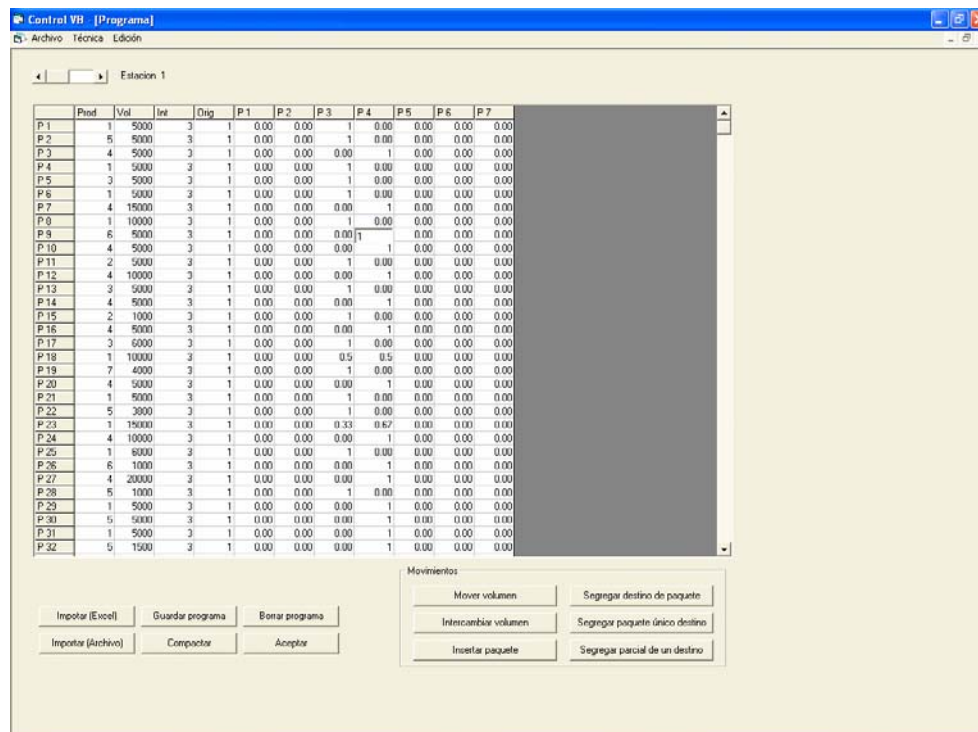 Control VB - [Programa]
Archivo Técnica Edición
Estacion 1
Prod Vol Int Orig P 1 P 2 P 3 P 4 P 5 P 6 P 7
P 1 1 5000 3 1 0.00 0.00 1 0.00 0.00 0.00 0.00
P 2 5 5000 3 1 0.00 0.00 1 0.00 0.00 0.00 0.00
P 3 4 5000 3 1 0.00 0.00 0.00 1 0.00 0.00 0.00
P 4 1 5000 3 1 0.00 0.00 1 0.00 0.00 0.00 0.00
P 5 3 5000 3 1 0.00 0.00 1 0.00 0.00 0.00 0.00
P 6 1 5000 3 1 0.00 0.00 1 0.00 0.00 0.00 0.00
P 7 4 15000 3 1 0.00 0.00 0.00 1 0.00 0.00 0.00
P 8 1 10000 3 1 0.00 0.00 1 0.00 0.00 0.00 0.00
P 9 6 5000 3 1 0.00 0.00 0.00 1 0.00 0.00 0.00
P 10 4 5000 3 1 0.00 0.00 0.00 1 0.00 0.00 0.00
P 11 2 5000 3 1 0.00 0.00 1 0.00 0.00 0.00 0.00
P 12 4 10000 3 1 0.00 0.00 0.00 1 0.00 0.00 0.00
P 13 3 5000 3 1 0.00 0.00 1 0.00 0.00 0.00 0.00
P 14 4 5000 3 1 0.00 0.00 0.00 1 0.00 0.00 0.00
P 15 2 1000 3 1 0.00 0.00 1 0.00 0.00 0.00 0.00
P 16 4 5000 3 1 0.00 0.00 0.00 1 0.00 0.00 0.00
P 17 3 6000 3 1 0.00 0.00 1 0.00 0.00 0.00 0.00
P 18 1 10000 3 1 0.00 0.00 0.5 0.5 0.00 0.00 0.00
P 19 7 4000 3 1 0.00 0.00 1 0.00 0.00 0.00 0.00
P 20 4 5000 3 1 0.00 0.00 0.00 1 0.00 0.00 0.00
P 21 1 5000 3 1 0.00 0.00 1 0.00 0.00 0.00 0.00
P 22 5 3800 3 1 0.00 0.00 1 0.00 0.00 0.00 0.00
P 23 1 15000 3 1 0.00 0.00 0.33 0.67 0.00 0.00 0.00
P 24 4 10000 3 1 0.00 0.00 0.00 1 0.00 0.00 0.00
P 25 1 6000 3 1 0.00 0.00 1 0.00 0.00 0.00 0.00
P 26 6 1000 3 1 0.00 0.00 0.00 1 0.00 0.00 0.00
P 27 4 20000 3 1 0.00 0.00 0.00 1 0.00 0.00 0.00
P 28 5 1000 3 1 0.00 0.00 1 0.00 0.00 0.00 0.00
P 29 1 5000 3 1 0.00 0.00 0.00 1 0.00 0.00 0.00
P 30 5 5000 3 1 0.00 0.00 0.00 1 0.00 0.00 0.00
P 31 1 5000 3 1 0.00 0.00 0.00 1 0.00 0.00 0.00
P 32 5 1500 3 1 0.00 0.00 0.00 1 0.00 0.00 0.00
Movimientos
Mover volumen Segregar destino de paquete
Impotar (Excel) Guardar programa Borrar programa
Intercambiar volumen Segregar paquete único destino
Importar (Archivo) Compactar Aceptar
Insertar paquete Segregar parcial de un destino